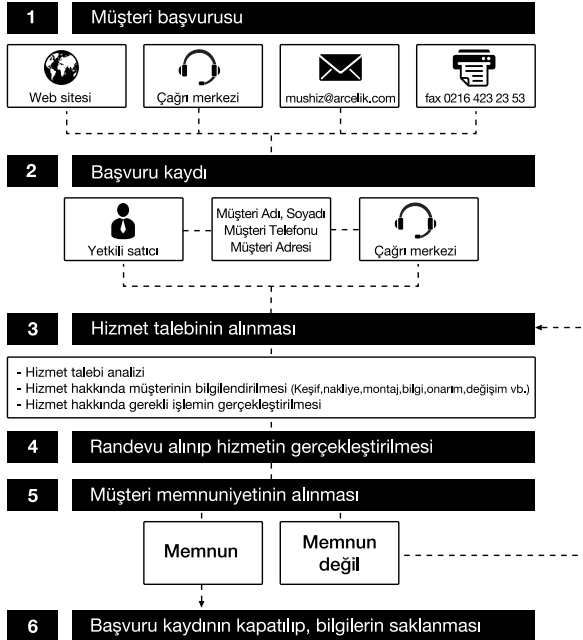 1 Müşteri başvurusu
Web sitesi
Çağrı merkezi
mushiz@arcelik.com
fax 0216 423 23 53
2 Başvuru kaydı
Yetkili satıcı
Müşteri Adı, Soyadı
Müşteri Telefonu
Müşteri Adresi
Çağrı merkezi
3 Hizmet talebinin alınması
- Hizmet talebi analizi
- Hizmet hakkında müşterinin bilgilendirilmesi (Keşif,nakliye,montaj,bilgi,onarım,değişim vb.)
- Hizmet hakkında gerekli işlemin gerçekleştirilmesi
4 Randevu alınıp hizmetin gerçekleştirilmesi
5 Müşteri memnuniyetinin alınması
Memnun
Memnun
değil
6 Başvuru kaydının kapatılıp, bilgilerin saklanması